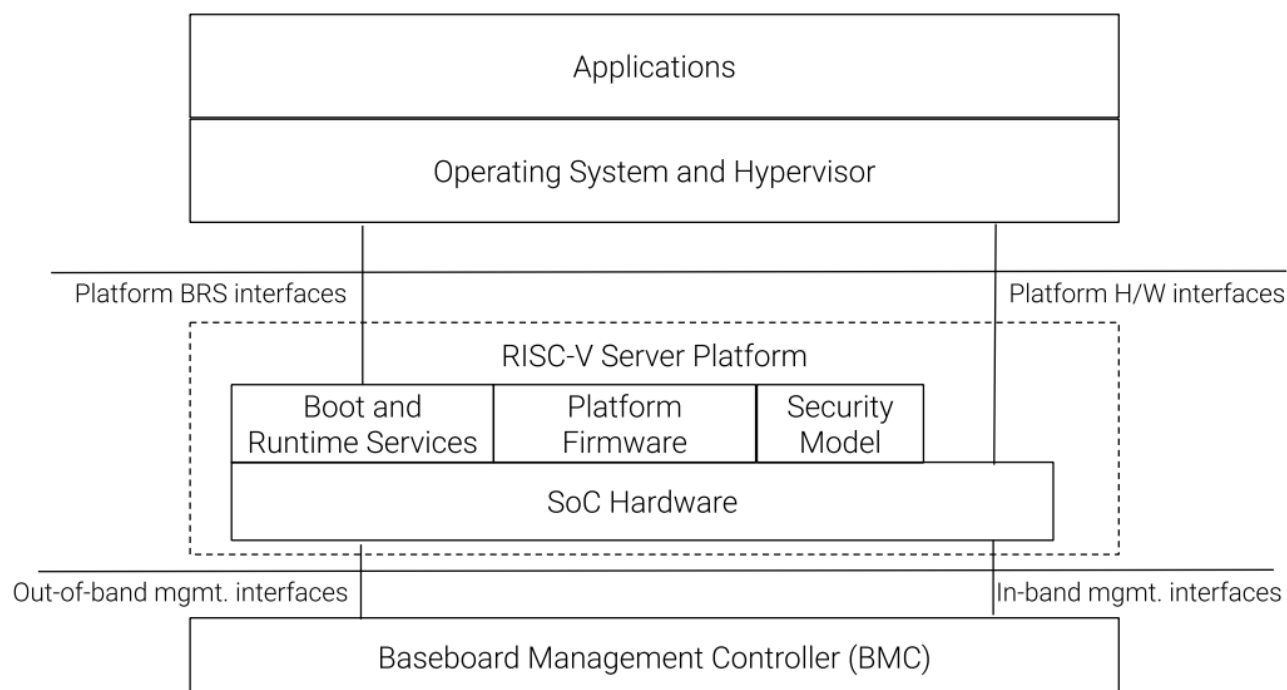 Applications
Operating System and Hypervisor
Platform BRS interfaces
Platform H/W interfaces
RISC-V Server Platform
Boot and
Runtime Services
Platform
Firmware
Security
Model
SoC Hardware
Out-of-band mgmt. interfaces
In-band mgmt. interfaces
Baseboard Management Controller (BMC)